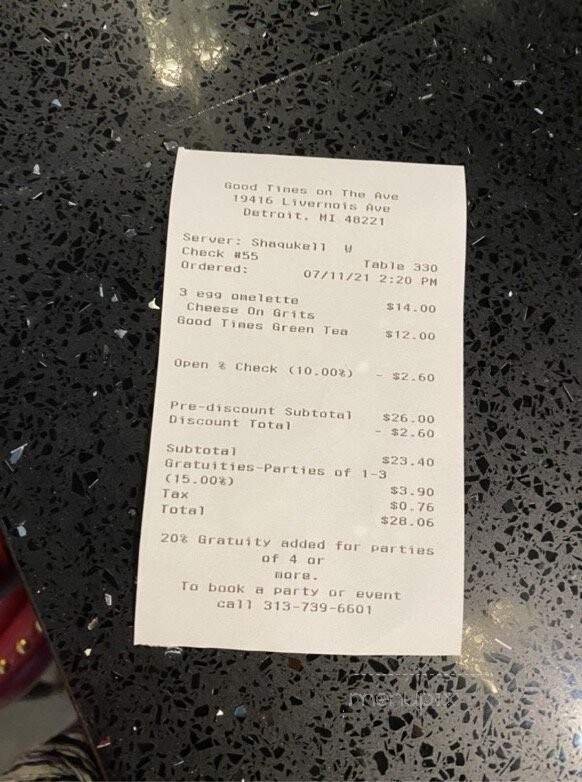 Good Times on The Ave
19416 Livernois Ave
Detroit, MI 48221
Server: Shaqukell W
Check #55 Table 330
Ordered: 07/11/21 2:20 PM
3 egg omelette $14.00
Cheese On Grits
Good Times Green Tea $12.00
Open % Check (10.00%) - $2.60
Pre-discount Subtotal $26.00
Discount Total - $2.60
Subtotal $23.40
Gratuities-Parties of 1-3
(15.00%) $3.90
Tax $0.76
Total $28.06
20% Gratuity added for parties
of 4 or
more.
To book a party or event
call 313-739-6601
menupix